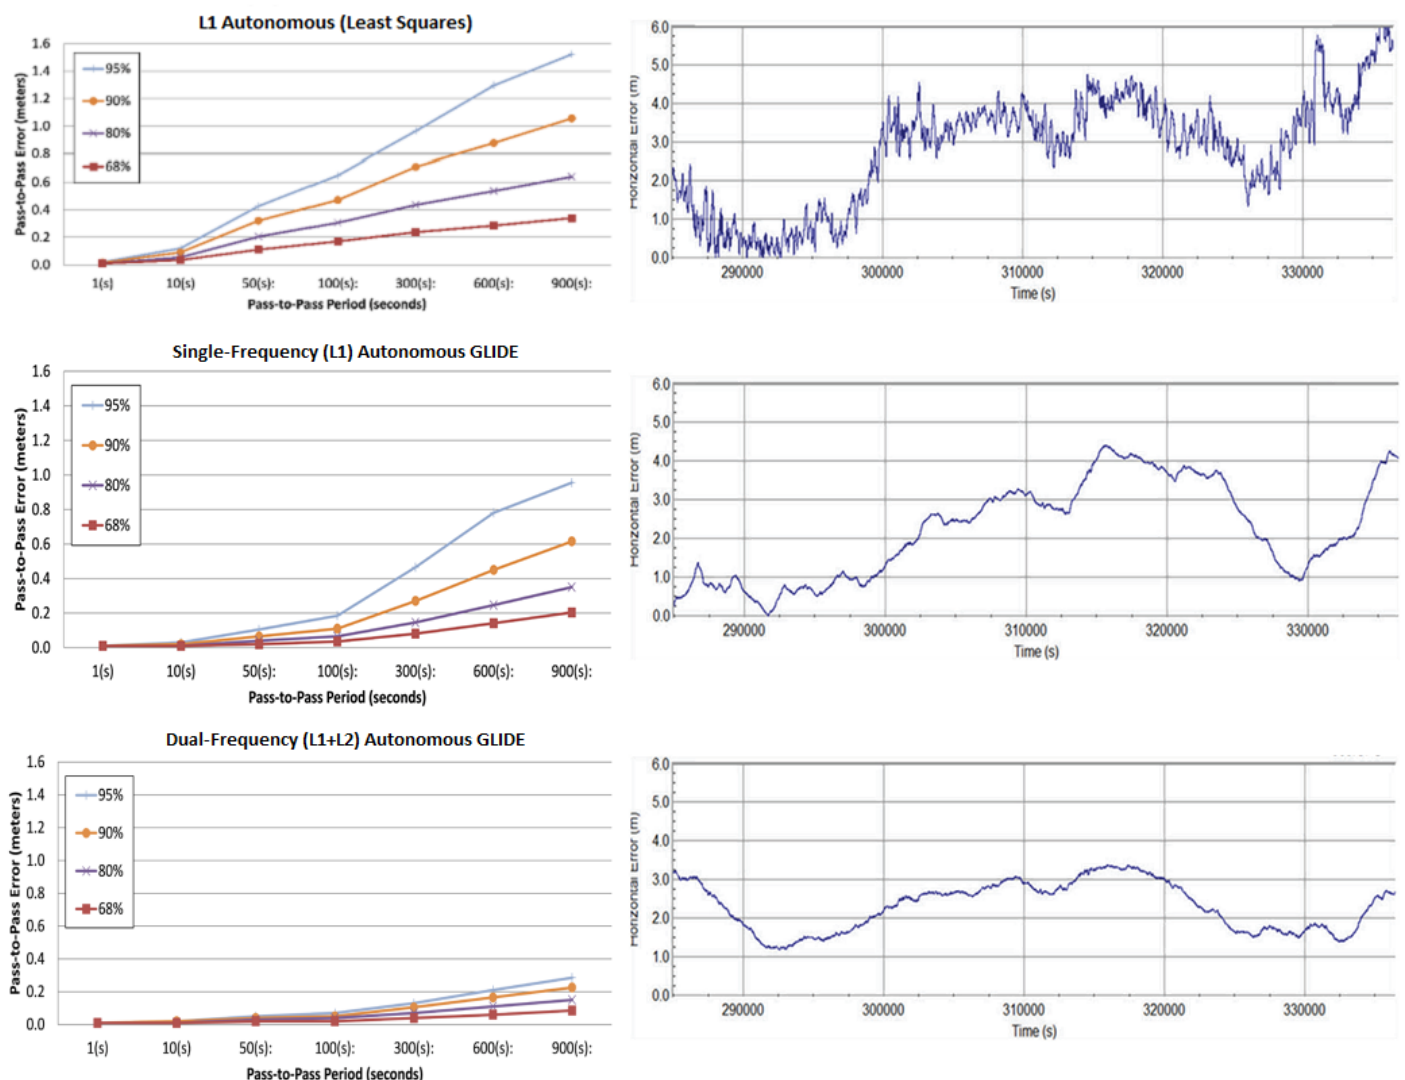 L1 Autonomous (Least Squares)
Pass-to-Pass Error (meters)
1.6
1.4
1.2
1.0
0.8
0.6
0.4
0.2
0.0
95%
90%
80%
68%
1(s) 10(s) 50(s): 100(s): 300(s): 600(s): 900(s):
Pass-to-Pass Period (seconds)
Horizontal Error (m)
6.0
5.0
4.0
3.0
2.0
1.0
0.0
290000 300000 310000 320000 330000
Time (s)
Single-Frequency (L1) Autonomous GLIDE
Pass-to-Pass Error (meters)
1.6
1.4
1.2
1.0
0.8
0.6
0.4
0.2
0.0
95%
90%
80%
68%
1(s) 10(s) 50(s): 100(s): 300(s): 600(s): 900(s):
Pass-to-Pass Period (seconds)
Horizontal Error (m)
6.0
5.0
4.0
3.0
2.0
1.0
0.0
290000 300000 310000 320000 330000
Time (s)
Dual-Frequency (L1+L2) Autonomous GLIDE
Pass-to-Pass Error (meters)
1.6
1.4
1.2
1.0
0.8
0.6
0.4
0.2
0.0
95%
90%
80%
68%
1(s) 10(s) 50(s): 100(s): 300(s): 600(s): 900(s):
Pass-to-Pass Period (seconds)
Horizontal Error (m)
6.0
5.0
4.0
3.0
2.0
1.0
0.0
290000 300000 310000 320000 330000
Time (s)